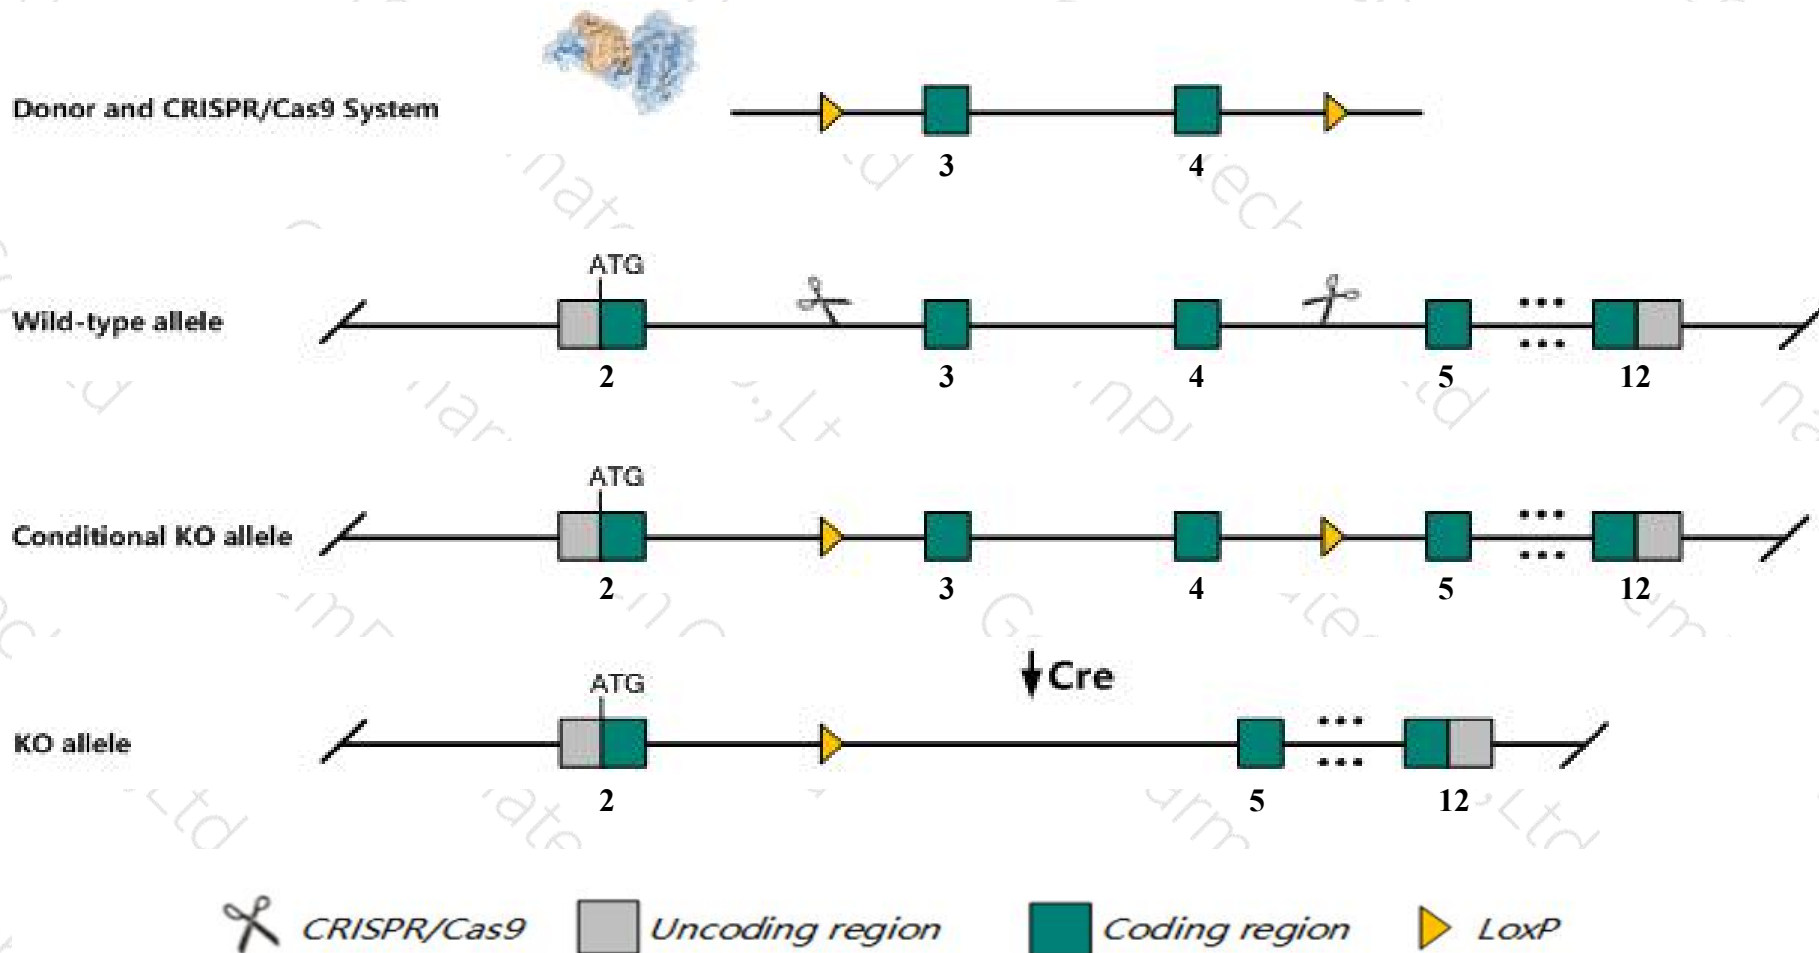 Donor and CRISPR/Cas9 System
3 4
ATG
Wild-type allele
2 3 4 5 12
ATG
Conditional KO allele
2 3 4 5 12
Cre
ATG
KO allele
2 5 12
CRISPR/Cas9 Uncoding region Coding region LoxP